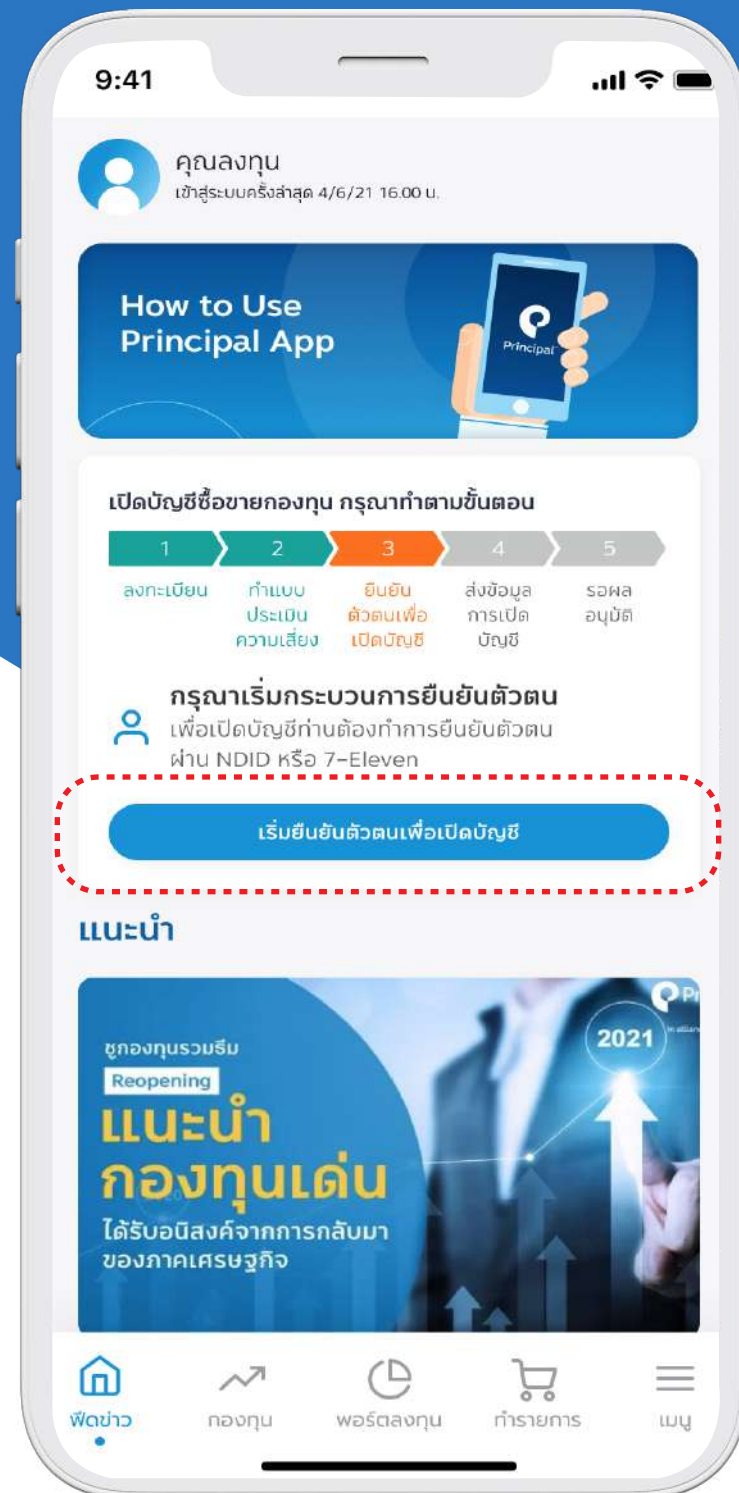 9:41
คุณลงทุน
เข้าสู่ระบบครั้งล่าสุด 4/6/21 16.00 น.
How to Use
Principal App
Principal
เปิดบัญชีซื้อขายกองทุน กรุณาทำตามขั้นตอน
1 2 3 4 5
ลงทะเบียน
ทำแบบ
ประเมิน
ความเสี่ยง
ยืนยัน
ตัวตนเพื่อ
เปิดบัญชี
ส่งข้อมูล
การเปิด
บัญชี
รอผล
อนุมัติ
กรุณาเริ่มกระบวนการยืนยันตัวตน
เพื่อเปิดบัญชีท่านต้องทำการยืนยันตัวตน
ผ่าน NDID หรือ 7-Eleven
เริ่มยืนยันตัวตนเพื่อเปิดบัญชี
แนะนำ
ชูกองทุนรวมธีม
Reopening
แนะนำ
กองทุนเด่น
ได้รับอนิสงค์จากการกลับมา
ของภาคเศรษฐกิจ
2021
ฟีดข่าว กองทุน พอร์ตลงทุน ทำรายการ เมนู